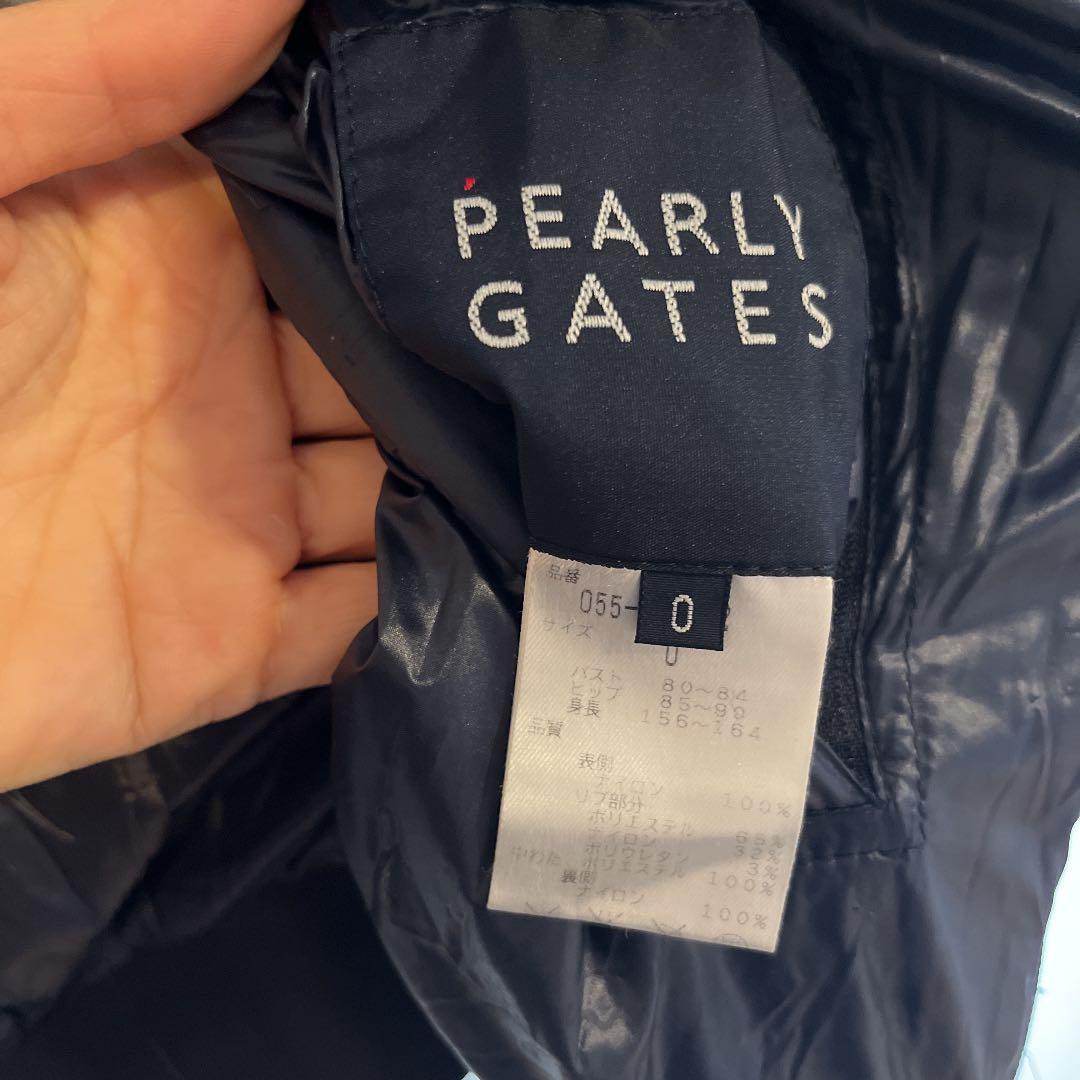 PEARLY
GATES
品番
055-
0
サイズ
0
バスト 80～84
ヒップ 85～90
身長 156～164
品質
表側
ナイロン 100%
リブ部分
ポリエステル 65%
ナイロン 32%
ポリウレタン 3%
中わた ポリエステル 100%
裏側
ナイロン 100%